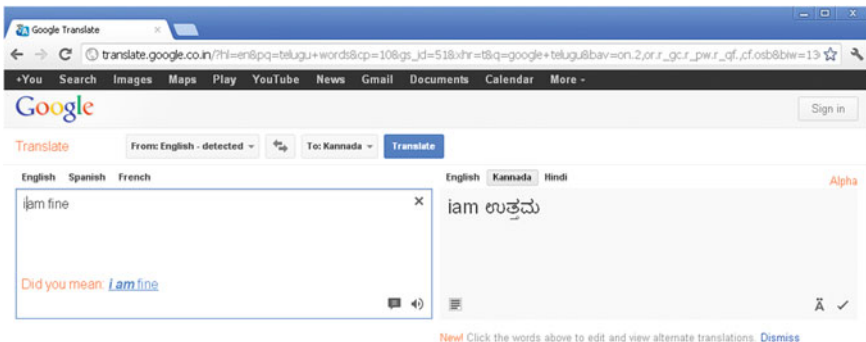 Google Translate
translate.google.co.in/?hl=en&pq=telugu+words&cp=10&gs_id=51&xhr=t&q=google+telugu&bav=on.2,or.r_gc.r_pw.r_qf.,cf.osb&biw=13
+You Search Images Maps Play YouTube News Gmail Documents Calendar More -
Google Sign in
Translate From: English - detected To: Kannada Translate
English Spanish French English Kannada Hindi Alpha
iam fine iam ಉತ್ತಮ
Did you mean: i am fine
Ä
New! Click the words above to edit and view alternate translations. Dismiss